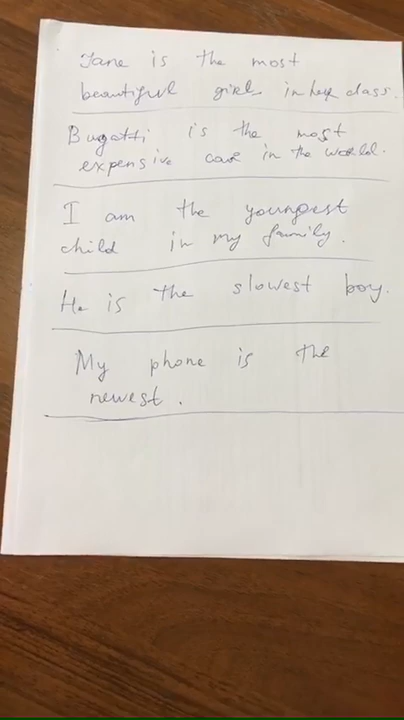 Jane is the most
beautiful girl in her class.
Bugatti is the most
expensive car in the world.
I am the youngest
child in my family.
He is the slowest boy.
My phone is the
newest.